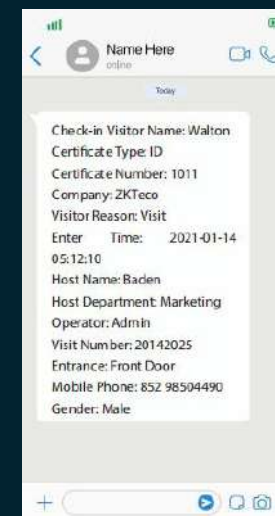 Name Here
online
Today
Check-in Visitor Name: Walton
Certificate Type: ID
Certificate Number: 1011
Company: ZKTeco
Visitor Reason: Visit
Enter Time: 2021-01-14
05:12:10
Host Name: Baden
Host Department: Marketing
Operator: Admin
Visit Number: 20142025
Entrance: Front Door
Mobile Phone: 852 98504490
Gender: Male